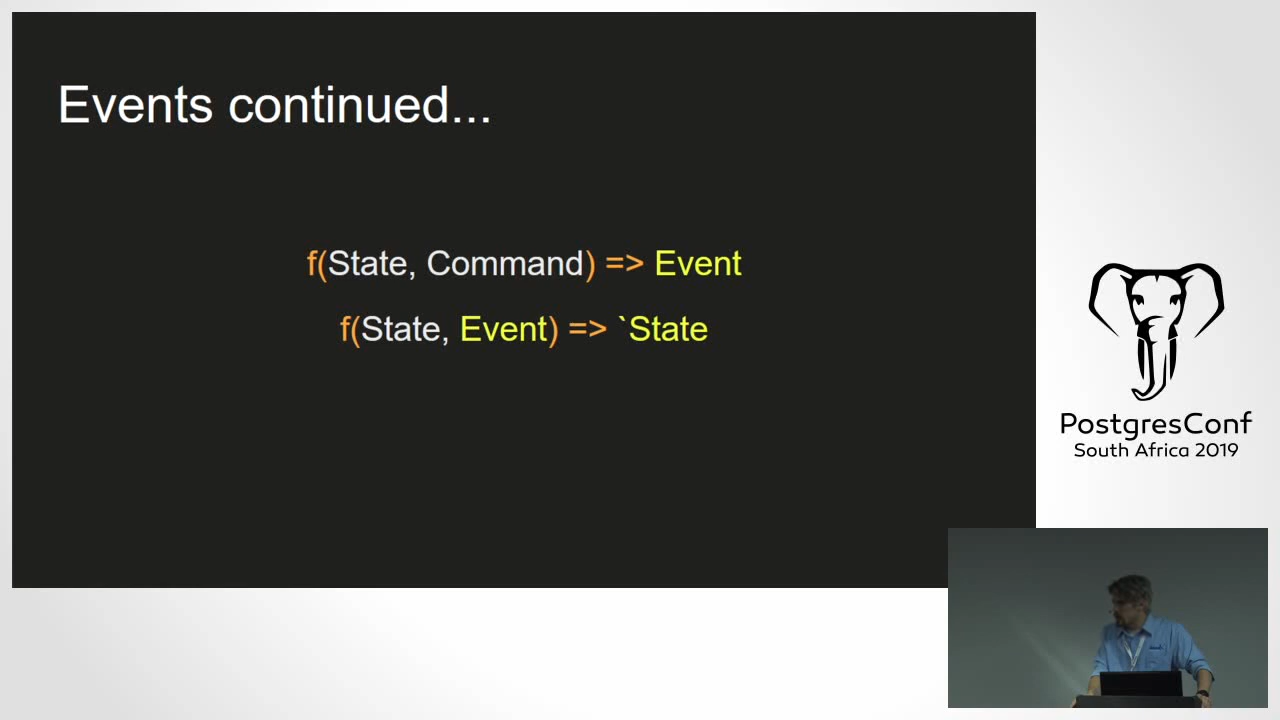 Events continued...
f(State, Command) => Event
f(State, Event) => `State
PostgresConf
South Africa 2019